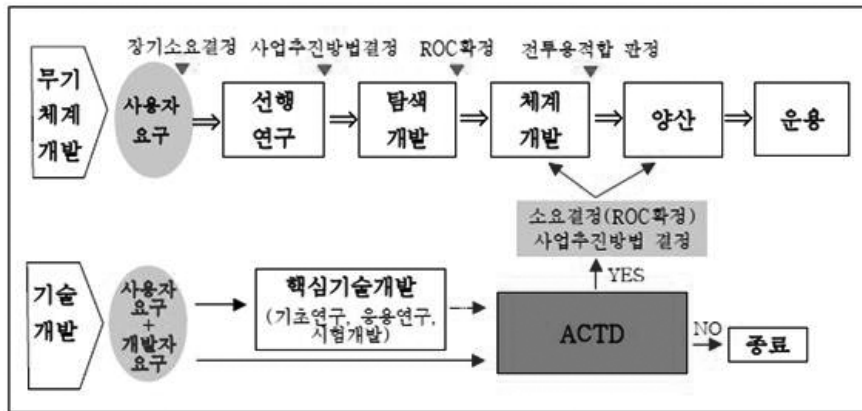 장기소요결정 사업추진방법결정 ROC확정 전투용적합 판정
무기
체계
개발
사용자
요구
선행
연구
탐색
개발
체계
개발
양산
운용
소요결정(ROC확정)
사업추진방법 결정
YES
기술
개발
사용자
요구
+
개발자
요구
핵심기술개발
(기초연구, 응용연구,
시험개발)
ACTD
NO
종료